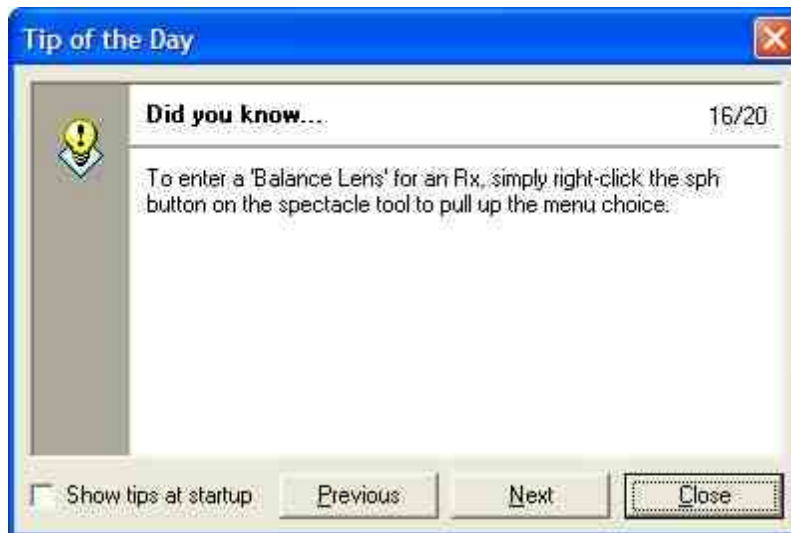 Tip of the Day
Did you know... 16/20
To enter a 'Balance Lens' for an Rx, simply right-click the sph
button on the spectacle tool to pull up the menu choice.
Show tips at startup Previous Next Close